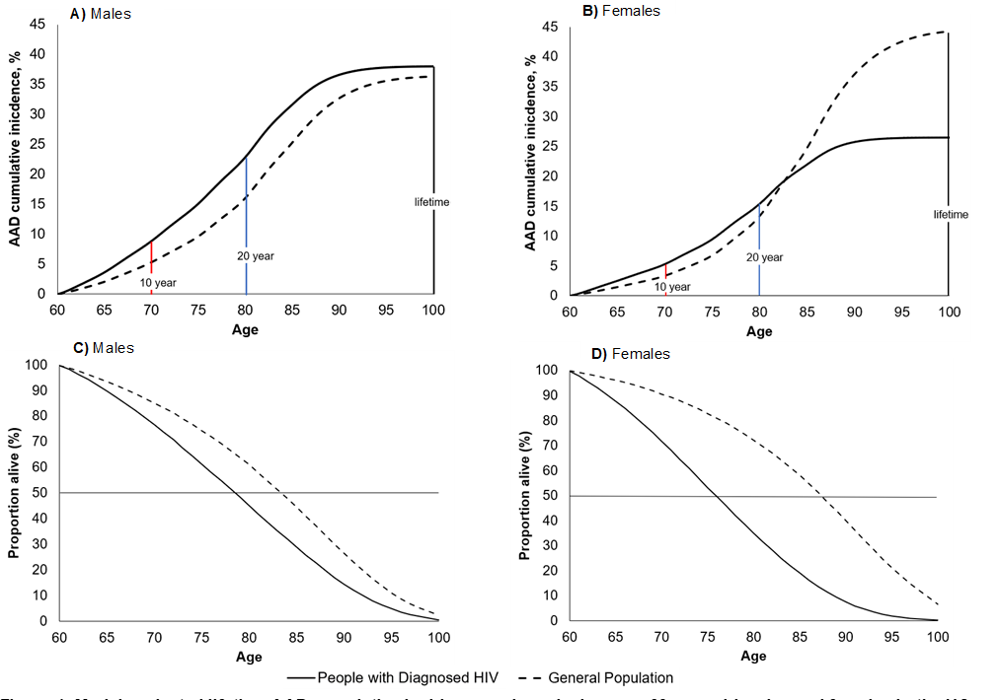 A) Males
AAD cumulative inicdence, %
45
40
35
30
25
20
15
10
5
0
10 year
20 year
lifetime
60 65 70 75 80 85 90 95 100
Age
B) Females
AAD cumulative inicdence, %
45
40
35
30
25
20
15
10
5
0
10 year
20 year
lifetime
60 65 70 75 80 85 90 95 100
Age
C) Males
Proportion alive (%)
100
90
80
70
60
50
40
30
20
10
0
60 65 70 75 80 85 90 95 100
Age
D) Females
Proportion alive (%)
100
90
80
70
60
50
40
30
20
10
0
60 65 70 75 80 85 90 95 100
Age
People with Diagnosed HIV
General Population